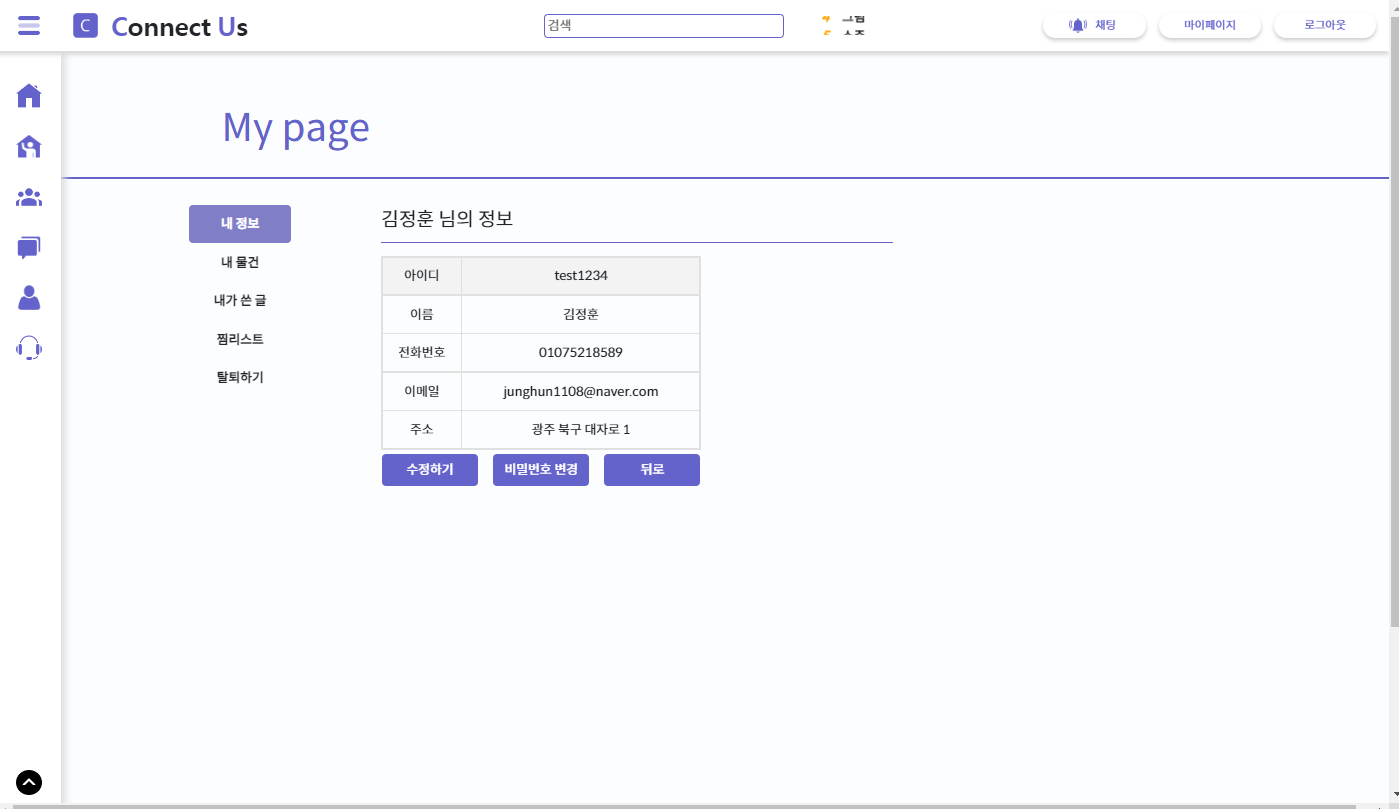 C Connect Us
검색
채팅
마이페이지
로그아웃
My page
내 정보
내 물건
내가 쓴 글
찜리스트
탈퇴하기
김정훈 님의 정보
아이디 test1234
이름 김정훈
전화번호 01075218589
이메일 junghun1108@naver.com
주소 광주 북구 대자로 1
수정하기 비밀번호 변경 뒤로